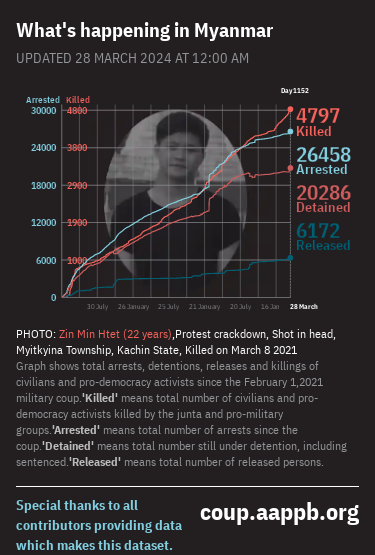 What's happening in Myanmar
UPDATED 28 MARCH 2024 AT 12:00 AM
Day1152
Arrested Killed
30000 4800
24000 3800
18000 2900
12000 1900
6000 1000
0
4797
Killed
26458
Arrested
20286
Detained
6172
Released
30 July 26 January 25 July 21 January 20 July 16 Jan 28 March
PHOTO: Zin Min Htet (22 years),Protest crackdown, Shot in head,
Myitkyina Township, Kachin State, Killed on March 8 2021
Graph shows total arrests, detentions, releases and killings of
civilians and pro-democracy activists since the February 1,2021
military coup.'Killed' means total number of civilians and pro-
democracy activists killed by the junta and pro-military
groups.'Arrested' means total number of arrests since the
coup.'Detained' means total number still under detention, including
sentenced.'Released' means total number of released persons.
Special thanks to all
contributors providing data
which makes this dataset.
coup.aappb.org